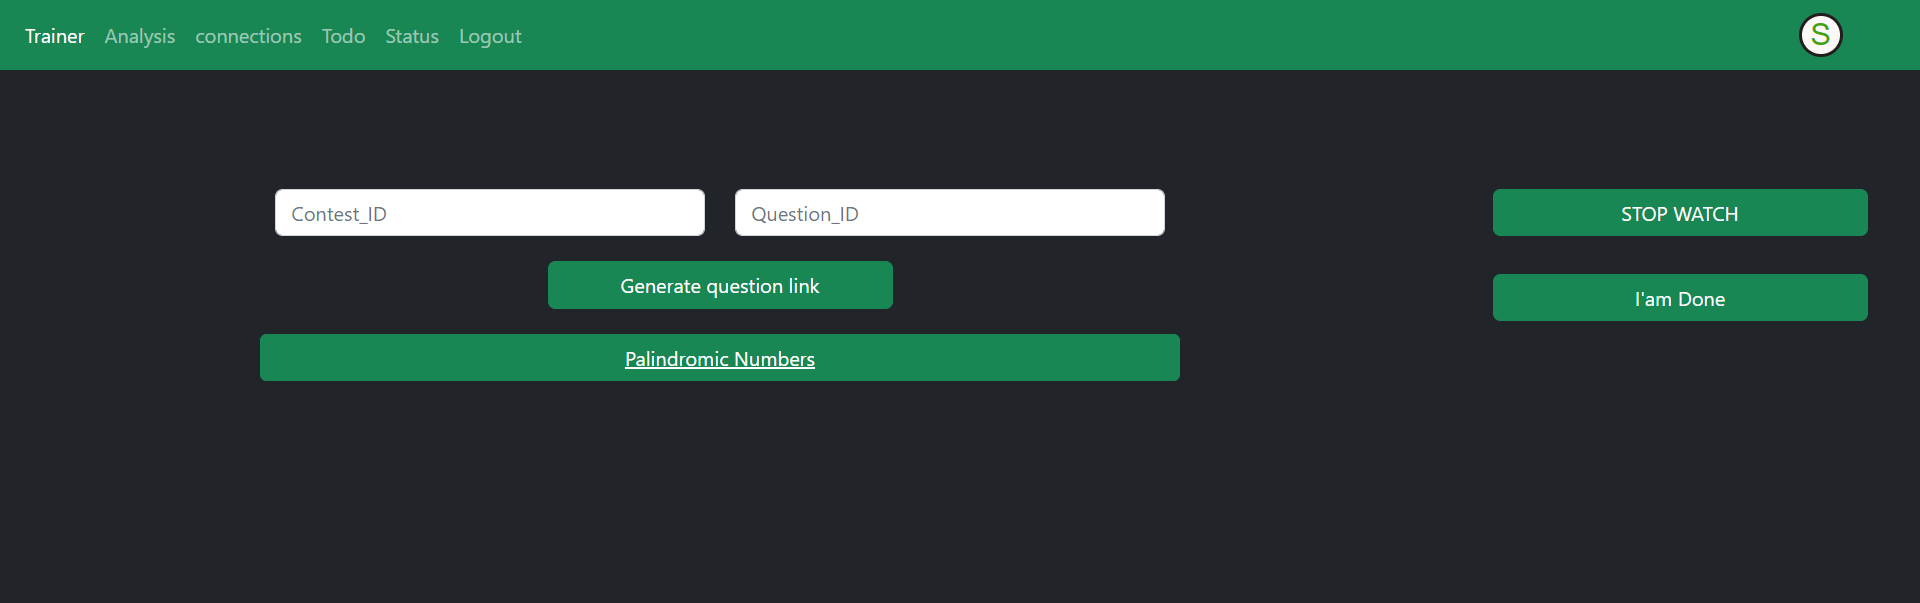 Trainer Analysis connections Todo Status Logout S
Contest_ID Question_ID STOP WATCH
Generate question link I'am Done
Palindromic Numbers